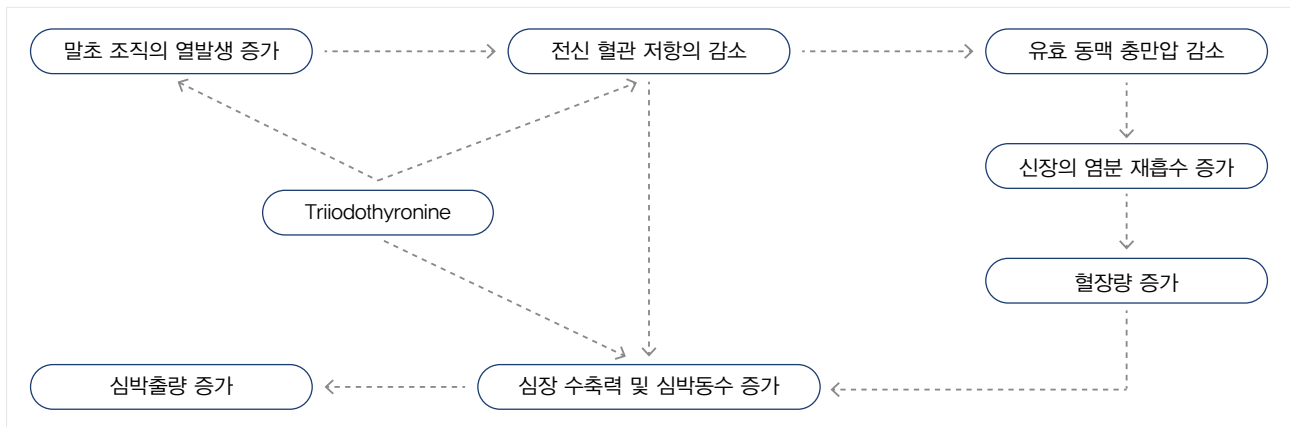 말초 조직의 열발생 증가
전신 혈관 저항의 감소
유효 동맥 충만압 감소
신장의 염분 재흡수 증가
Triiodothyronine
혈장량 증가
심박출량 증가
심장 수축력 및 심박동수 증가